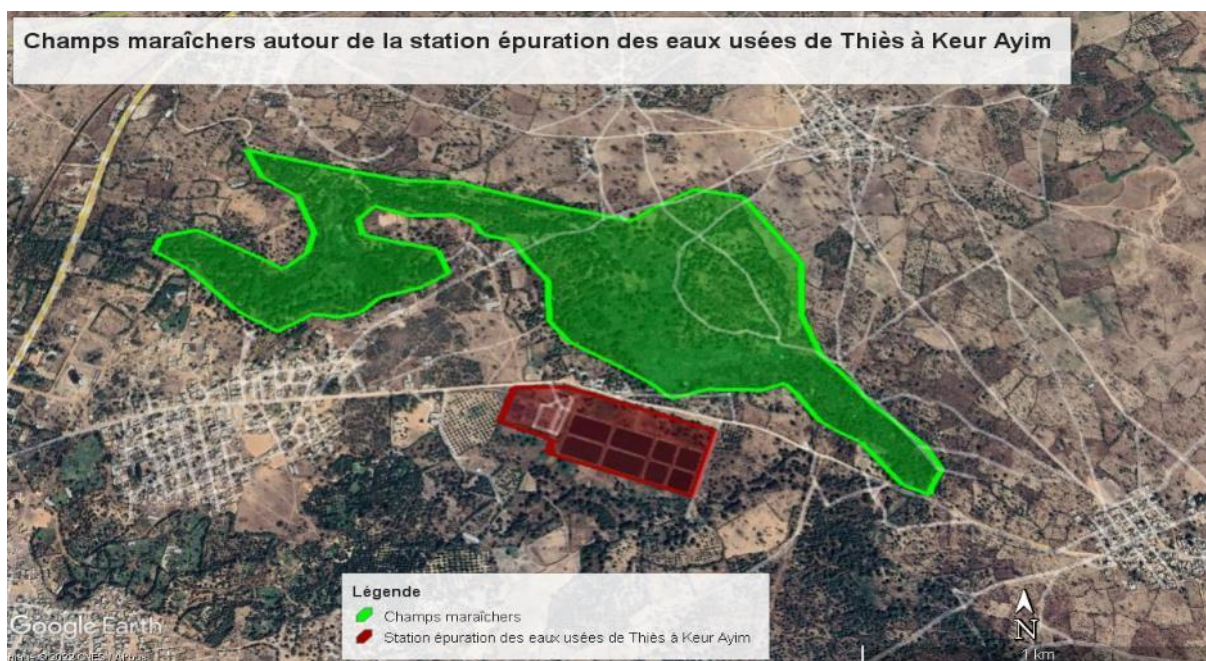 Champs maraîchers autour de la station épuration des eaux usées de Thiès à Keur Ayim
Légende
Champs maraîchers
Station épuration des eaux usées de Thiès à Keur Ayim
Google Earth
N
1 km